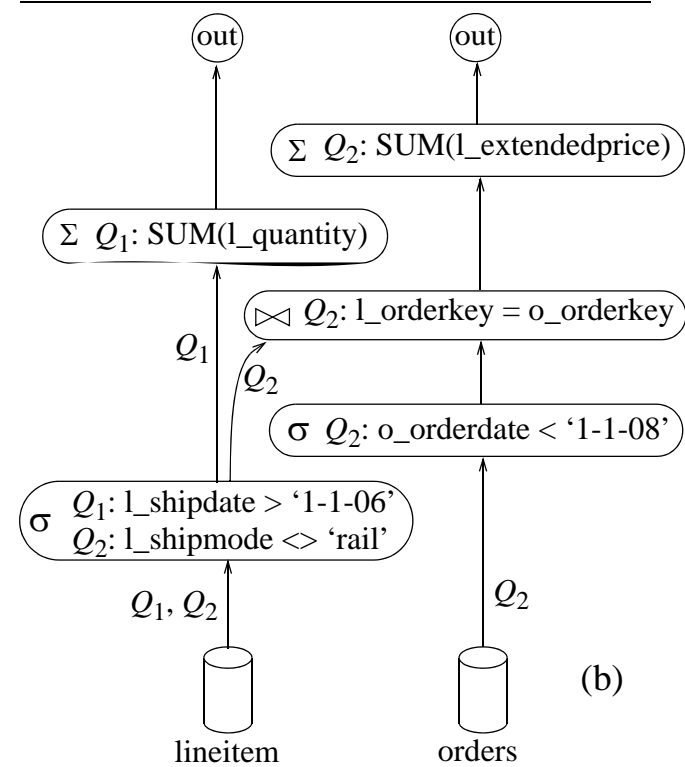 out
out
Σ Q₂: SUM(l_extendedprice)
Σ Q₁: SUM(l_quantity)
⋈ Q₂: l_orderkey = o_orderkey
Q₁
Q₂
σ Q₂: o_orderdate < ‘1-1-08’
σ Q₁: l_shipdate > ‘1-1-06’
Q₂: l_shipmode <> ‘rail’
Q₁, Q₂
Q₂
(b)
lineitem
orders